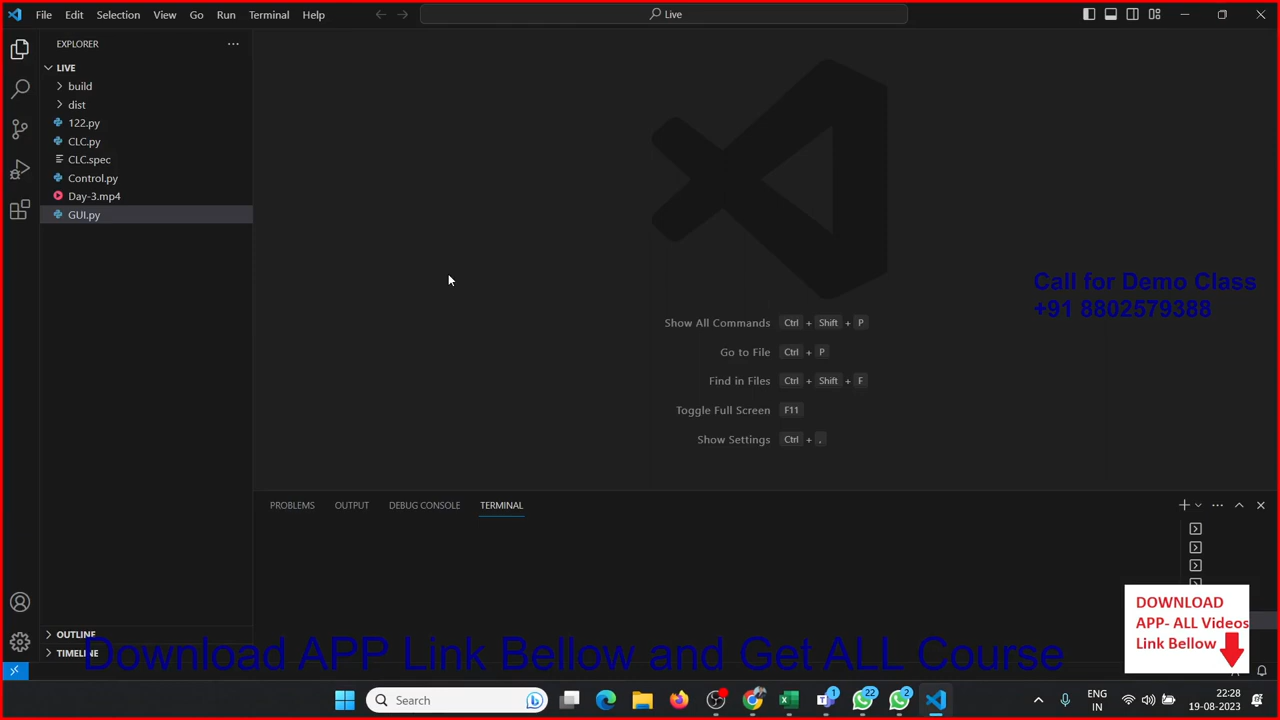 File Edit Selection View Go Run Terminal Help
Live
EXPLORER
LIVE
build
dist
122.py
CLC.py
CLC.spec
Control.py
Day-3.mp4
GUI.py
Call for Demo Class
+91 8802579388
Show All Commands Ctrl + Shift + P
Go to File Ctrl + P
Find in Files Ctrl + Shift + F
Toggle Full Screen F11
Show Settings Ctrl + ,
PROBLEMS OUTPUT DEBUG CONSOLE TERMINAL
DOWNLOAD
APP- ALL Videos
Link Bellow
OUTLINE
TIMELINE
Download APP Link Bellow and Get ALL Course
Search
1
22
2
ENG
IN
22:28
19-08-2023